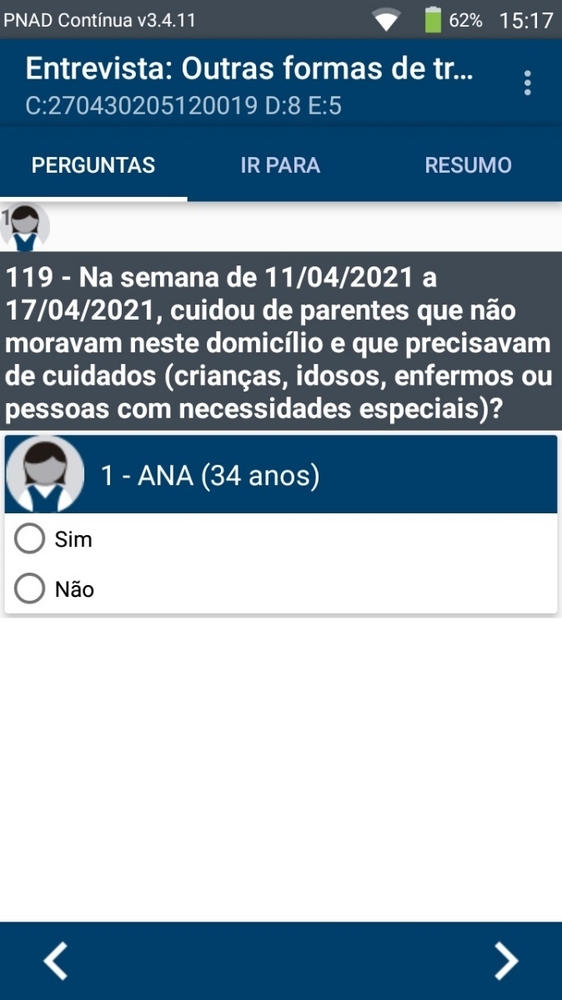 PNAD Contínua v3.4.11 62% 15:17
Entrevista: Outras formas de tr...
C:270430205120019 D:8 E:5
PERGUNTAS IR PARA RESUMO
1
119 - Na semana de 11/04/2021 a
17/04/2021, cuidou de parentes que não
moravam neste domicílio e que precisavam
de cuidados (crianças, idosos, enfermos ou
pessoas com necessidades especiais)?
1 - ANA (34 anos)
Sim
Não